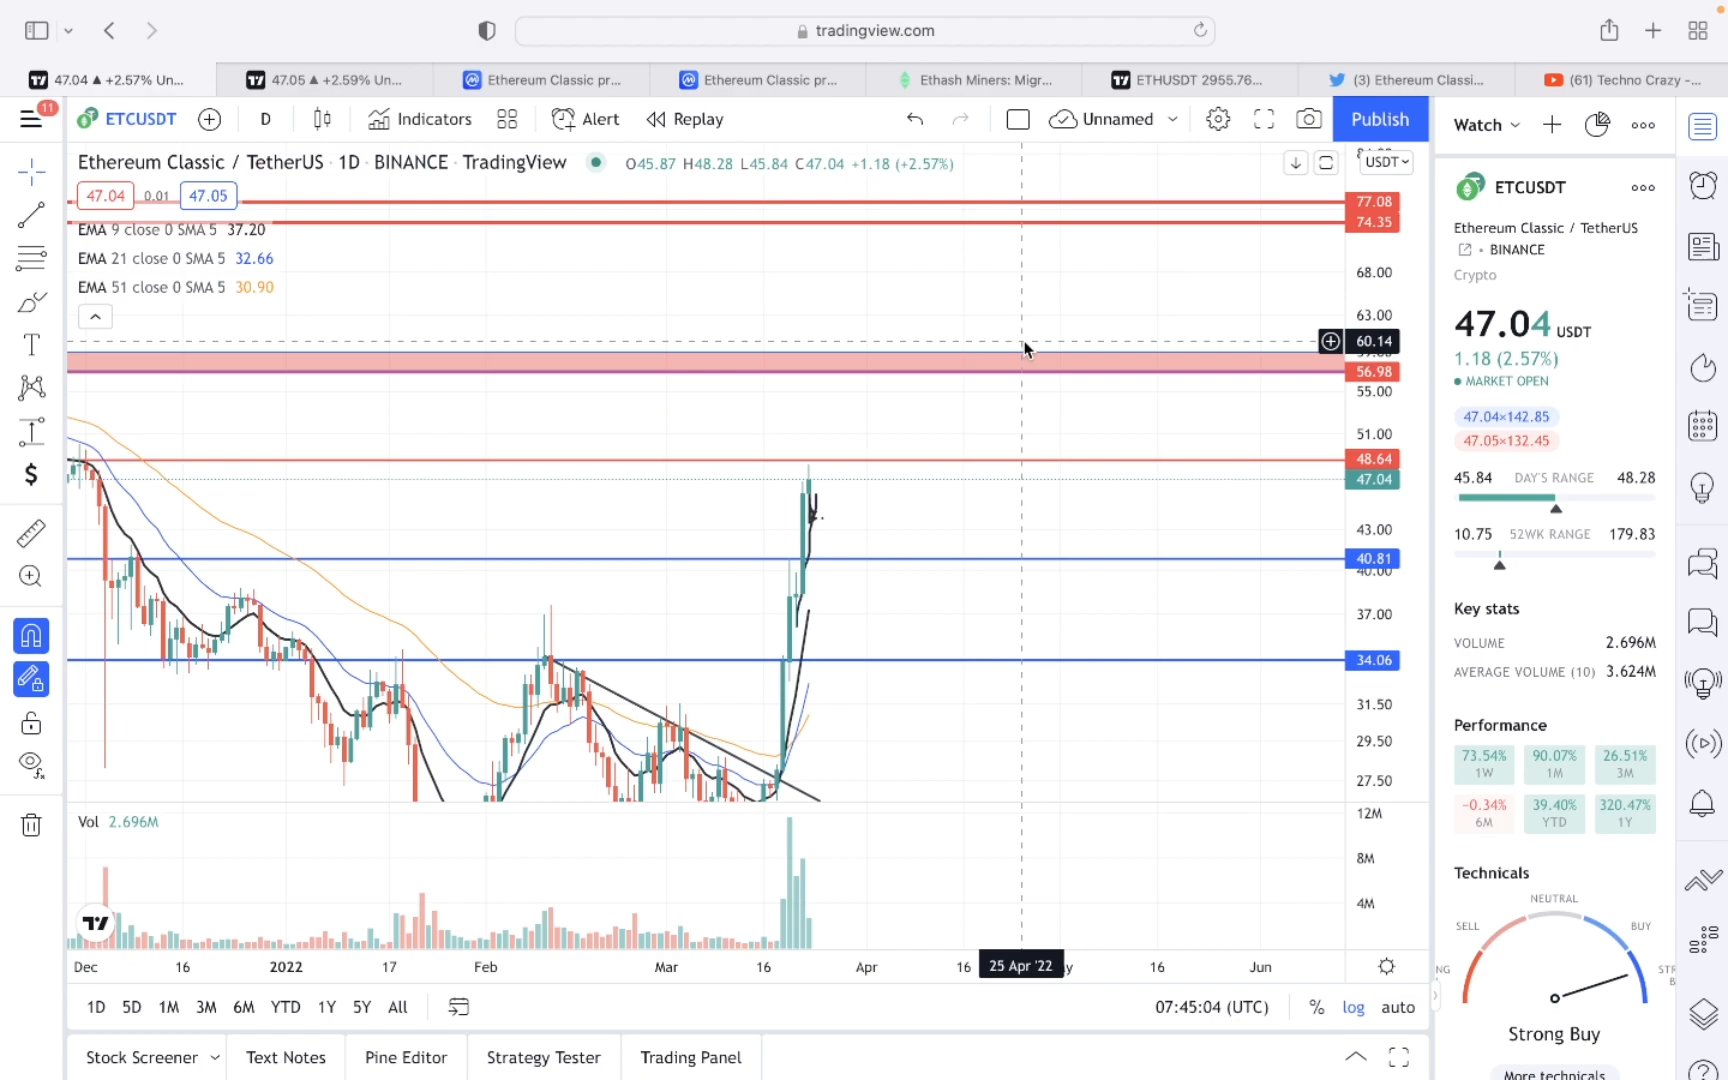 tradingview.com
47.04 ▲ +2.57% Un...
47.05 ▲ +2.59% Un...
Ethereum Classic pr...
Ethereum Classic pr...
Ethash Miners: Migr...
ETHUSDT 2955.76...
(3) Ethereum Classi...
(61) Techno Crazy -...
11
ETCUSDT
D
Indicators
Alert
Replay
Unnamed
Publish
Ethereum Classic / TetherUS · 1D · BINANCE · TradingView
O45.87 H48.28 L45.84 C47.04 +1.18 (+2.57%)
USDT
47.04
0.01
47.05
EMA 9 close 0 SMA 5 37.20
EMA 21 close 0 SMA 5 32.66
EMA 51 close 0 SMA 5 30.90
77.08
74.35
68.00
63.00
60.14
56.98
55.00
51.00
48.64
47.04
43.00
40.81
40.00
37.00
34.06
31.50
29.50
27.50
Vol 2.696M
12M
8M
4M
Dec
16
2022
17
Feb
Mar
16
Apr
16
25 Apr '22
16
Jun
1D
5D
1M
3M
6M
YTD
1Y
5Y
All
07:45:04 (UTC)
%
log
auto
Stock Screener
Text Notes
Pine Editor
Strategy Tester
Trading Panel
Watch
ETCUSDT
Ethereum Classic / TetherUS
• BINANCE
Crypto
47.04 USDT
1.18 (2.57%)
MARKET OPEN
47.04×142.85
47.05×132.45
45.84 DAY'S RANGE 48.28
10.75 52WK RANGE 179.83
Key stats
VOLUME 2.696M
AVERAGE VOLUME (10) 3.624M
Performance
73.54% 90.07% 26.51%
1W 1M 3M
−0.34% 39.40% 320.47%
6M YTD 1Y
Technicals
NEUTRAL
SELL
BUY
Strong Buy
More technicals